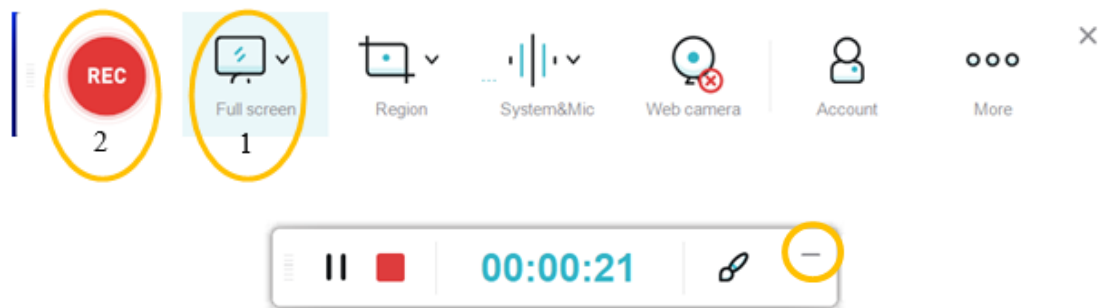 REC
Full screen
Region
System&Mic
Web camera
Account
More
2
1
00:00:21